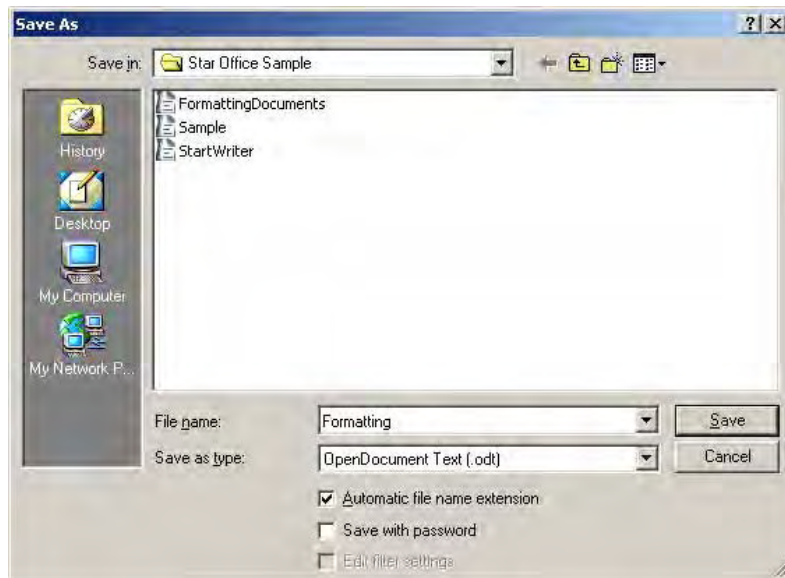 Save As
Save in: Star Office Sample
FormattingDocuments
Sample
StartWriter
History
Desktop
My Computer
My Network P...
File name: Formatting Save
Save as type: OpenDocument Text (.odt) Cancel
Automatic file name extension
Save with password
Edit filter settings